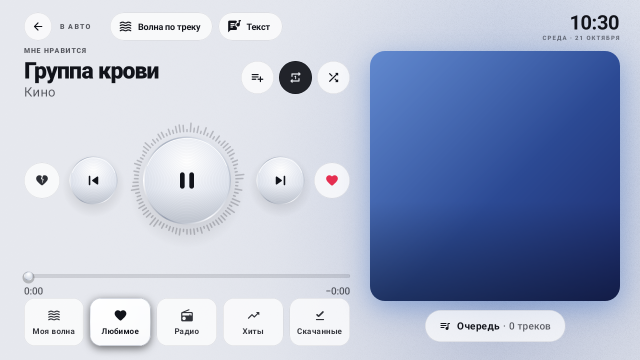 В АВТО
Волна по треку
Текст
10:30
СРЕДА · 21 ОКТЯБРЯ
МНЕ НРАВИТСЯ
Группа крови
Кино
0:00
−0:00
Моя волна
Любимое
Радио
Хиты
Скачанные
Очередь · 0 треков